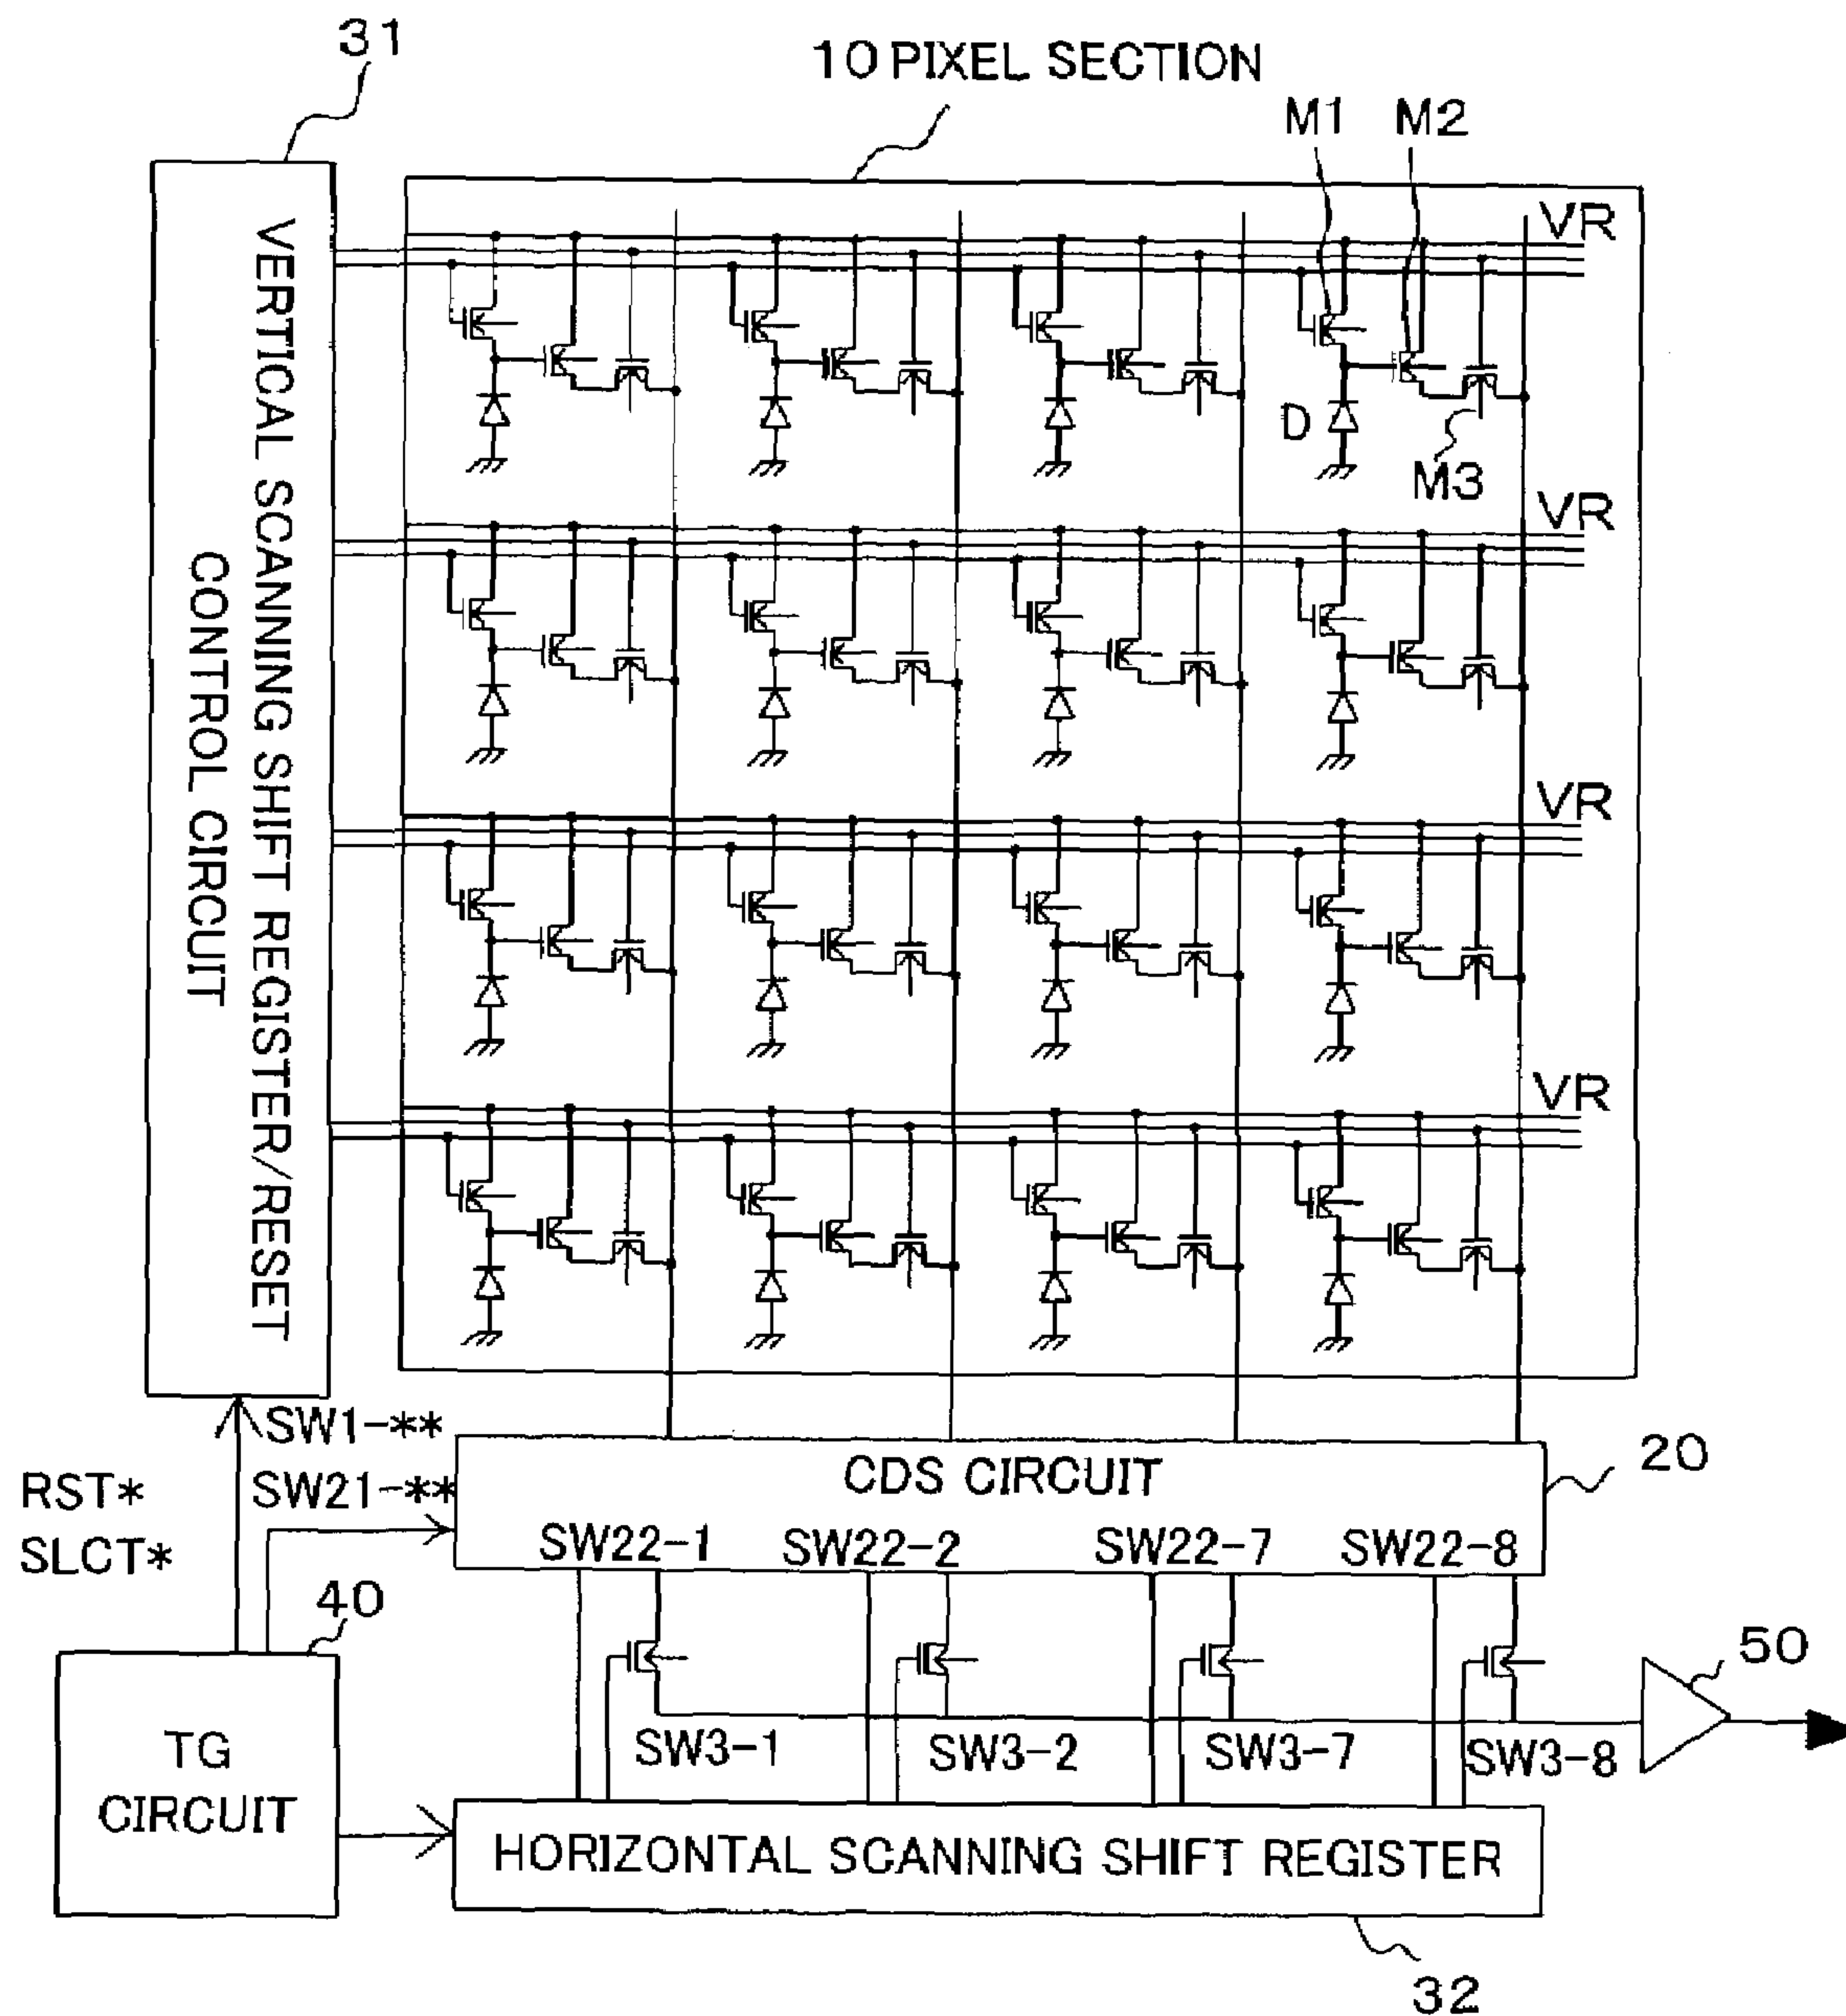 31
10 PIXEL SECTION
M1 M2
VR
D
M3
VR
VR
VR
VERTICAL SCANNING SHIFT REGISTER/RESET
CONTROL CIRCUIT
SW1-**
RST*
SLCT*
SW21-**
CDS CIRCUIT
20
SW22-1 SW22-2 SW22-7 SW22-8
40
50
TG
CIRCUIT
SW3-1 SW3-2 SW3-7 SW3-8
HORIZONTAL SCANNING SHIFT REGISTER
32